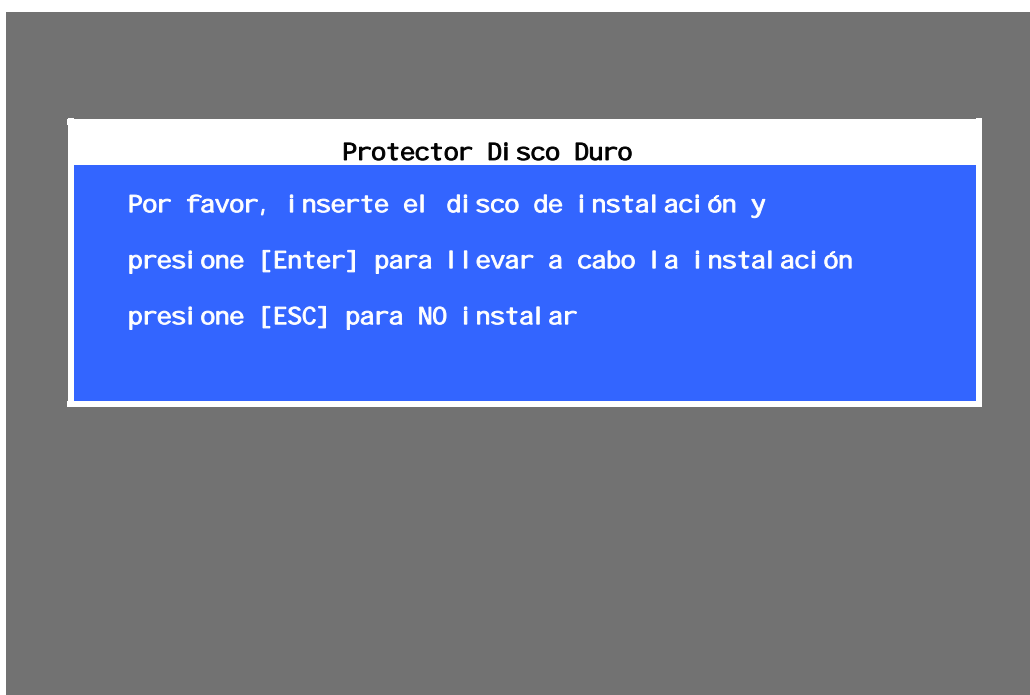 Protector Disco Duro
Por favor, inserte el disco de instalación y
presione [Enter] para llevar a cabo la instalación
presione [ESC] para NO instalar